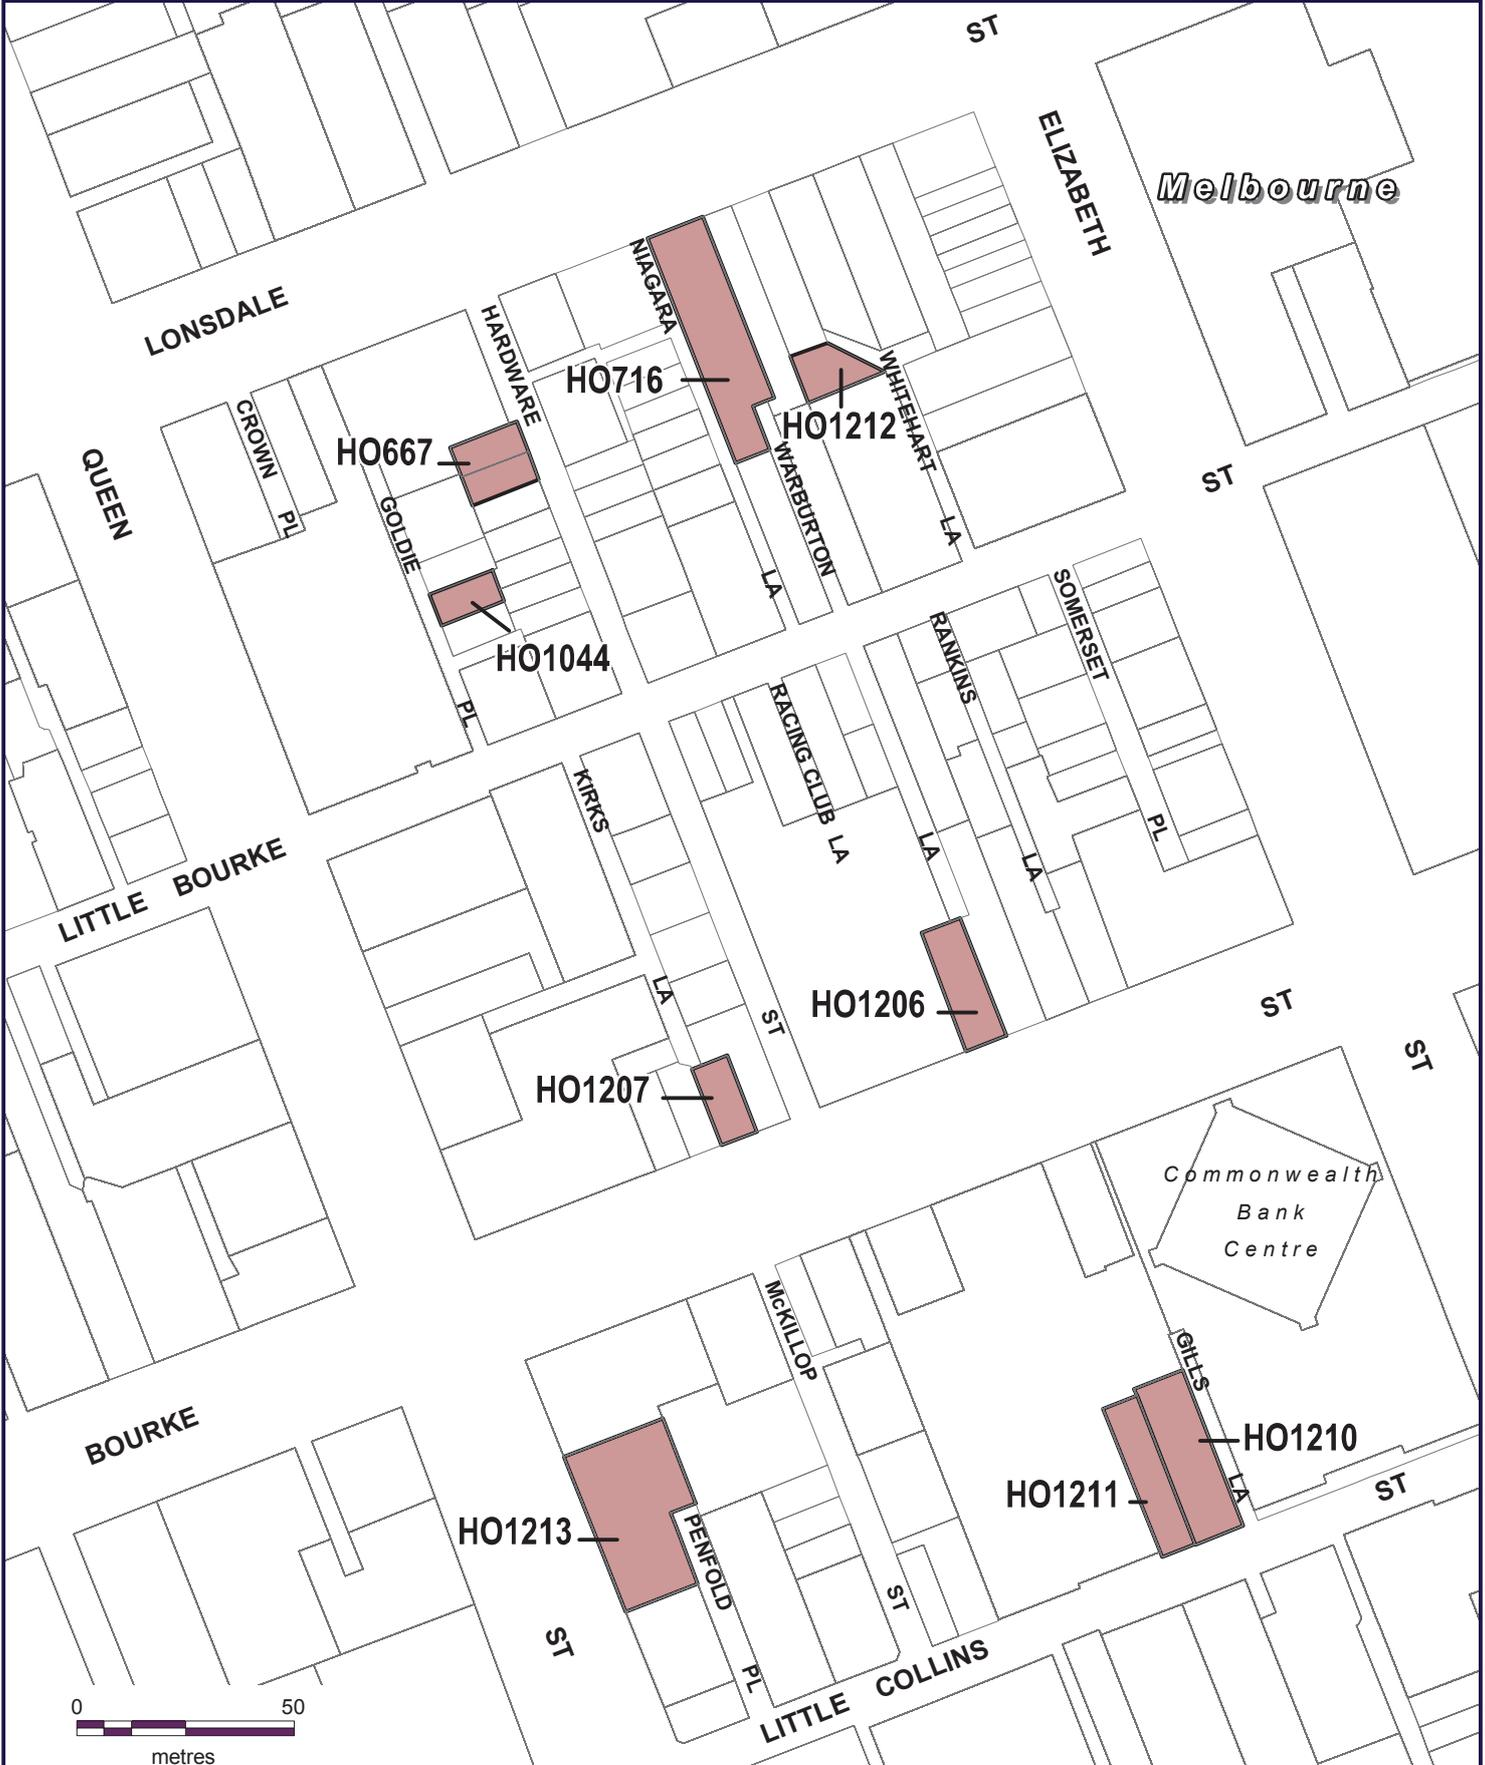 ST
ELIZABETH
Melbourne
LONSDALE
NIAGARA
HARDWARE
HO716
WHITEHART
HO1212
CROWN
HO667
QUEEN
WARBURTON
ST
GOLDIE
PL
LA
LA
SOMERSET
HO1044
RANKINS
PL
RACING CLUB LA
KIRKS
LITTLE BOURKE
LA
PL
LA
LA
HO1206
ST
ST
ST
HO1207
Commonwealth
Bank
Centre
McKILLOP
GILLS
BOURKE
HO1210
HO1211
LA
ST
HO1213
PENFOLD
ST
ST
PL
LITTLE COLLINS
0 50
metres